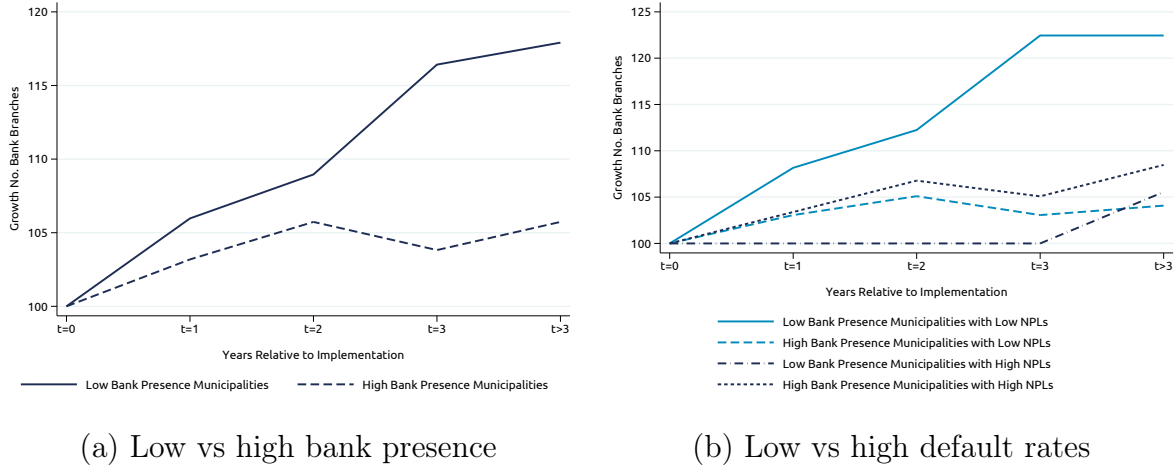 120
115
110
105
100
Growth No. Bank Branches
t=0 t=1 t=2 t=3 t>3
Years Relative to Implementation
Low Bank Presence Municipalities High Bank Presence Municipalities
(a) Low vs high bank presence
125
120
115
110
105
100
Growth No. Bank Branches
t=0 t=1 t=2 t=3 t>3
Years Relative to Implementation
Low Bank Presence Municipalities with Low NPLs
High Bank Presence Municipalities with Low NPLs
Low Bank Presence Municipalities with High NPLs
High Bank Presence Municipalities with High NPLs
(b) Low vs high default rates